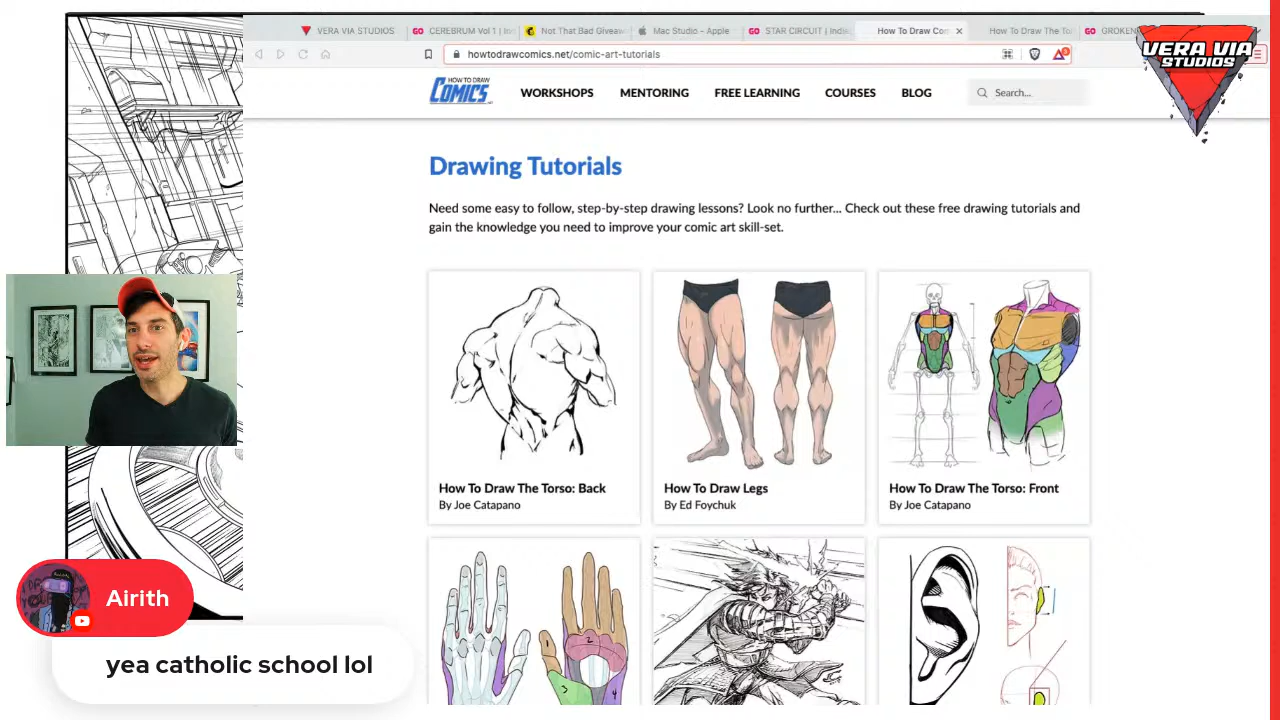 VERA VIA STUDIOS
CEREBRUM Vol 1 | In
Not That Bad Giveaw
Mac Studio - Apple
STAR CIRCUIT | Indie
How To Draw Com
How To Draw The To
GROKEN
howtodrawcomics.net/comic-art-tutorials
VERA VIA
STUDIOS
HOW TO DRAW
COMICS
WORKSHOPS
MENTORING
FREE LEARNING
COURSES
BLOG
Search...
Drawing Tutorials
Need some easy to follow, step-by-step drawing lessons? Look no further... Check out these free drawing tutorials and
gain the knowledge you need to improve your comic art skill-set.
How To Draw The Torso: Back
By Joe Catapano
How To Draw Legs
By Ed Foychuk
How To Draw The Torso: Front
By Joe Catapano
1
2
3
4
Airith
yea catholic school lol